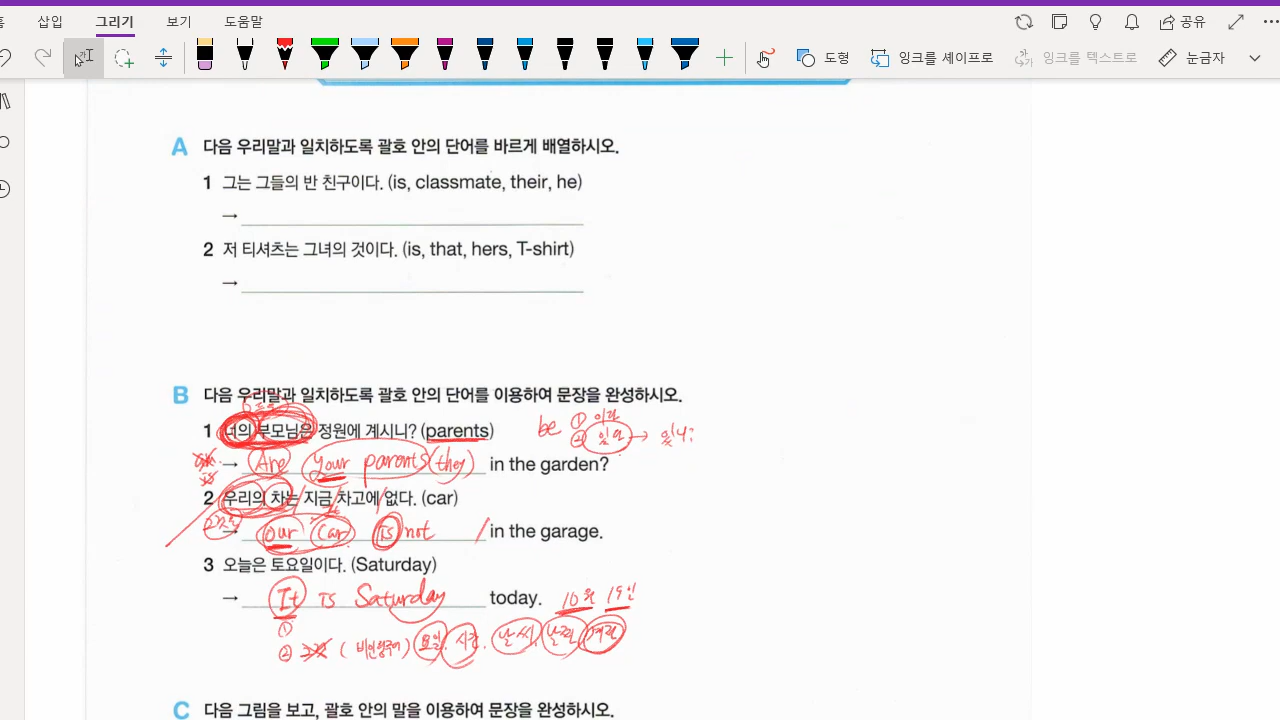 삽입 그리기 보기 도움말
공유
도형 잉크를 셰이프로 잉크를 텍스트로 눈금자
A 다음 우리말과 일치하도록 괄호 안의 단어를 바르게 배열하시오.
1 그는 그들의 반 친구이다. (is, classmate, their, he)
→
2 저 티셔츠는 그녀의 것이다. (is, that, hers, T-shirt)
→
B 다음 우리말과 일치하도록 괄호 안의 단어를 이용하여 문장을 완성하시오.
1 너의 부모님은 정원에 계시니? (parents) be ① 이다
② 있다 → 있니?
→ Are your parents (they) in the garden?
2 우리의 차는 지금 차고에 없다. (car)
→ our car is not in the garage.
3 오늘은 토요일이다. (Saturday)
→ It is Saturday today. 10월 19일
①
② (비인칭주어) 요일, 시간, 날씨, 날짜, 거리
C 다음 그림을 보고, 괄호 안의 말을 이용하여 문장을 완성하시오.